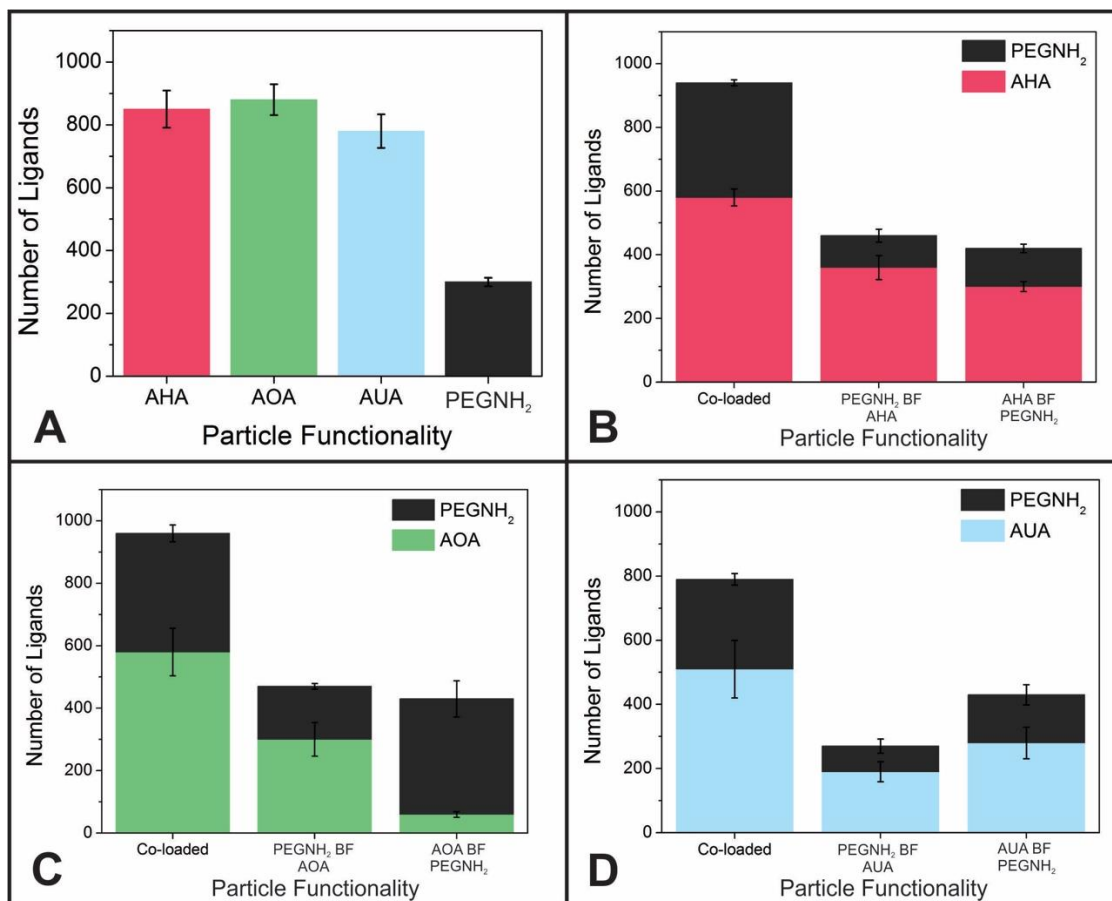 Number of Ligands
1000
800
600
400
200
0
AHA AOA AUA PEGNH₂
Particle Functionality
A
PEGNH₂
AHA
Number of Ligands
1000
800
600
400
200
0
Co-loaded PEGNH₂ BF AHA BF
AHA PEGNH₂
Particle Functionality
B
PEGNH₂
AOA
Number of Ligands
1000
800
600
400
200
0
Co-loaded PEGNH₂ BF AOA BF
AOA PEGNH₂
Particle Functionality
C
PEGNH₂
AUA
Number of Ligands
1000
800
600
400
200
0
Co-loaded PEGNH₂ BF AUA BF
AUA PEGNH₂
Particle Functionality
D